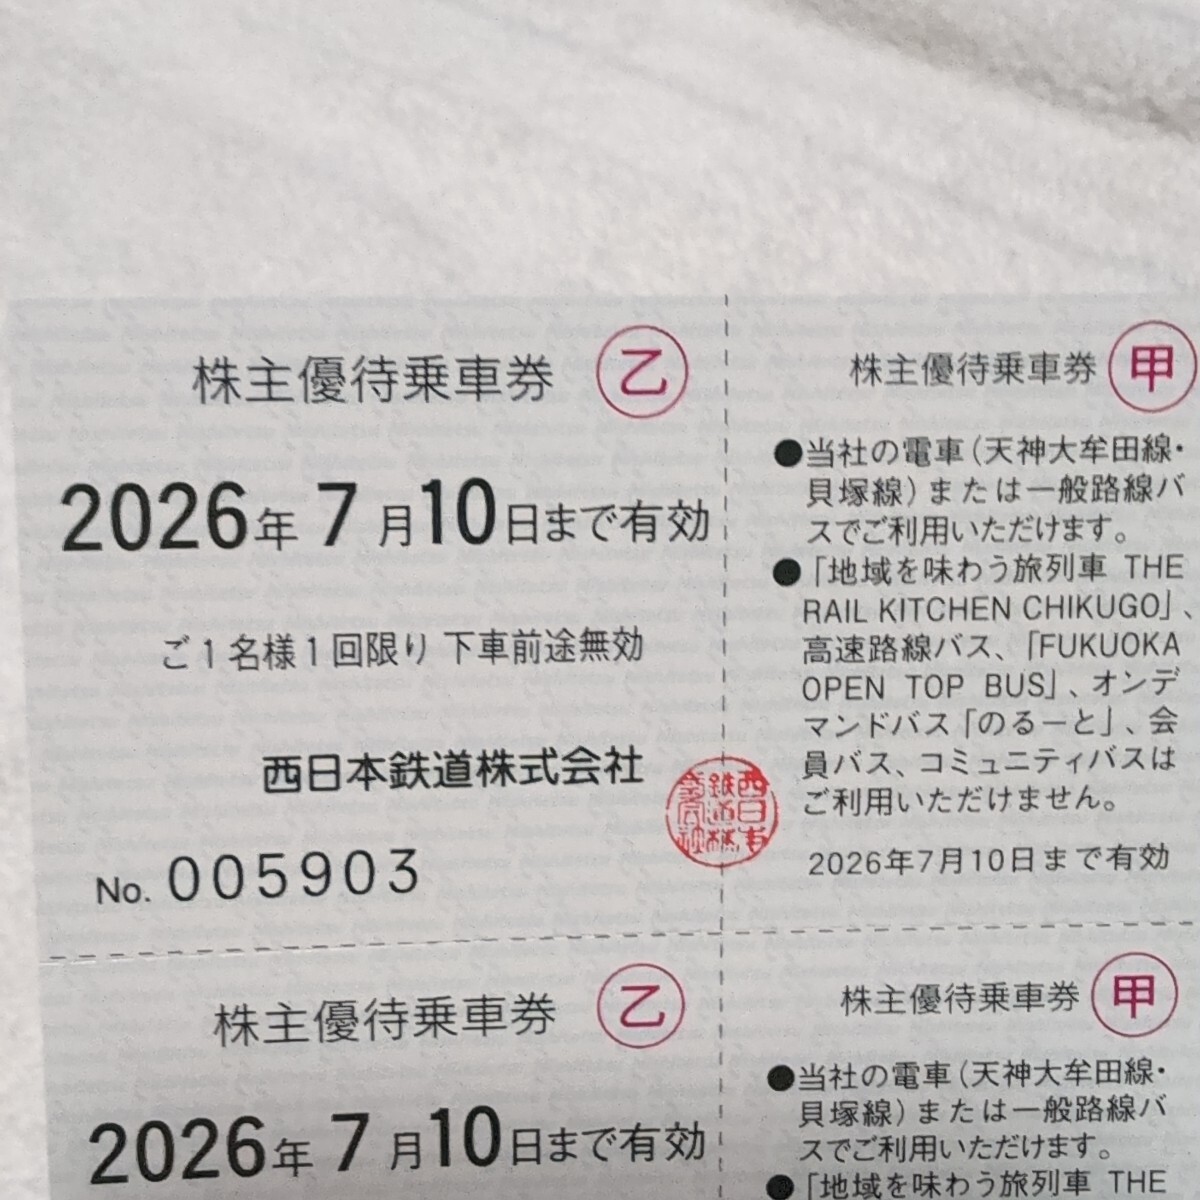 株主優待乗車券 乙
2026年 7月10日まで有効
ご1名様1回限り 下車前途無効
西日本鉄道株式会社
No. 005903
株主優待乗車券 甲
●当社の電車(天神大牟田線・
貝塚線)または一般路線バ
スでご利用いただけます。
●「地域を味わう旅列車 THE
RAIL KITCHEN CHIKUGO」、
高速路線バス、「FUKUOKA
OPEN TOP BUS」、オンデ
マンドバス「のるーと」、会
員バス、コミュニティバスは
ご利用いただけません。
2026年7月10日まで有効
株主優待乗車券 乙
2026年 7月10日まで有効
株主優待乗車券 甲
●当社の電車(天神大牟田線・
貝塚線)または一般路線バ
スでご利用いただけます。
●「地域を味わう旅列車 THE